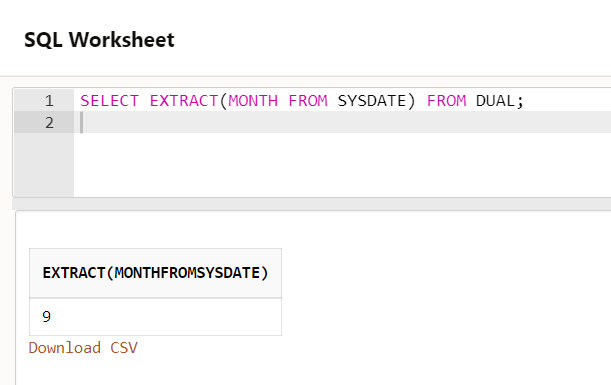 SQL Worksheet
1 SELECT EXTRACT(MONTH FROM SYSDATE) FROM DUAL;
2
EXTRACT(MONTHFROMSYSDATE)
9
Download CSV